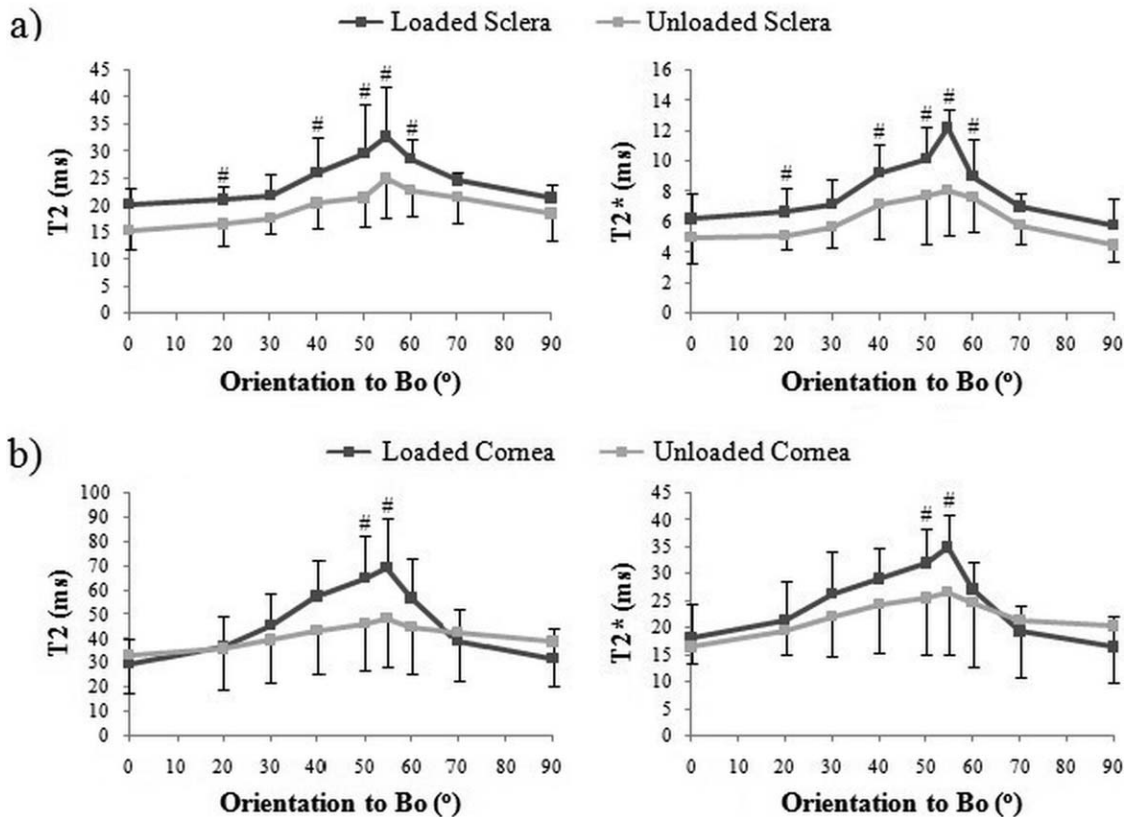 a)
Loaded Sclera
Unloaded Sclera
T2 (ms)
45
40
35
30
25
20
15
10
5
0
# # # # #
0 10 20 30 40 50 60 70 80 90
Orientation to Bo (º)
T2* (ms)
16
14
12
10
8
6
4
2
0
# # # # #
0 10 20 30 40 50 60 70 80 90
Orientation to Bo (º)
b)
Loaded Cornea
Unloaded Cornea
T2 (ms)
100
90
80
70
60
50
40
30
20
10
0
# #
0 10 20 30 40 50 60 70 80 90
Orientation to Bo (º)
T2* (ms)
45
40
35
30
25
20
15
10
5
0
# #
0 10 20 30 40 50 60 70 80 90
Orientation to Bo (º)